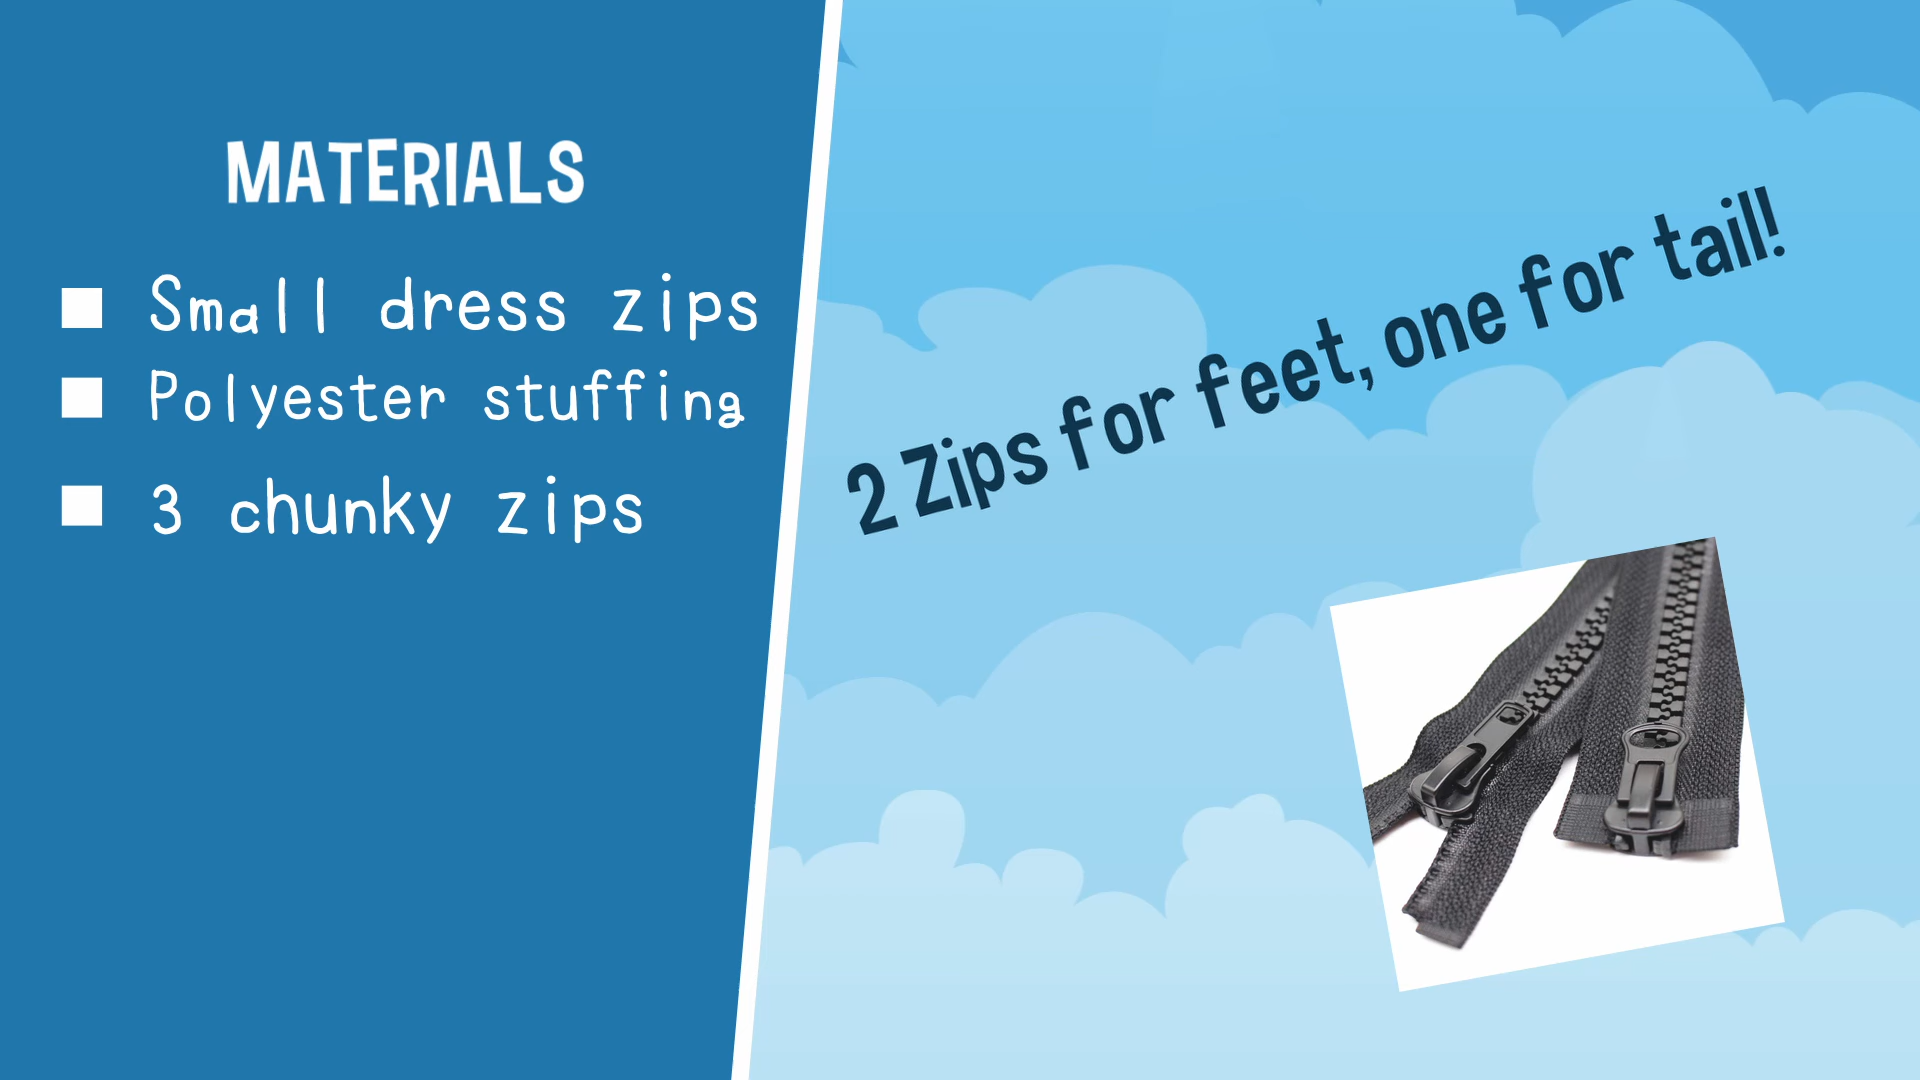 MATERIALS
Small dress zips
Polyester stuffing
3 chunky zips
2 Zips for feet, one for tail!